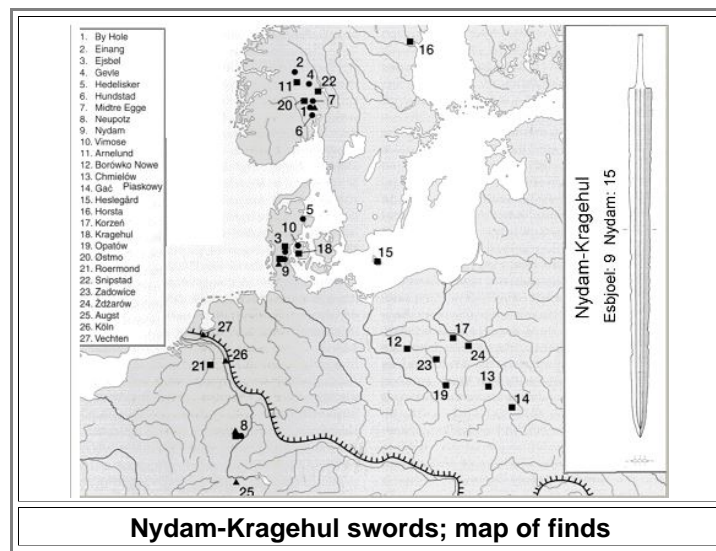 1. By Hole
2. Einang
3. Ejsbøl
4. Gevle
5. Hedelisker
6. Hundstad
7. Midtre Egge
8. Neupotz
9. Nydam
10. Vimose
11. Arnelund
12. Borówko Nowe
13. Chmielów
14. Gać Piaskowy
15. Heslegård
16. Horsta
17. Korzeń
18. Kragehul
19. Opatów
20. Østmo
21. Roermond
22. Snipstad
23. Zadowice
24. Żdżarów
25. Augst
26. Köln
27. Vechten
16
2
4
11
22
20
7
1
6
5
10
3
18
9
15
27
26
21
8
25
12
17
24
23
19
13
14
Nydam-Kragehul
Esbjoel: 9 Nydam: 15
Nydam-Kragehul swords; map of finds